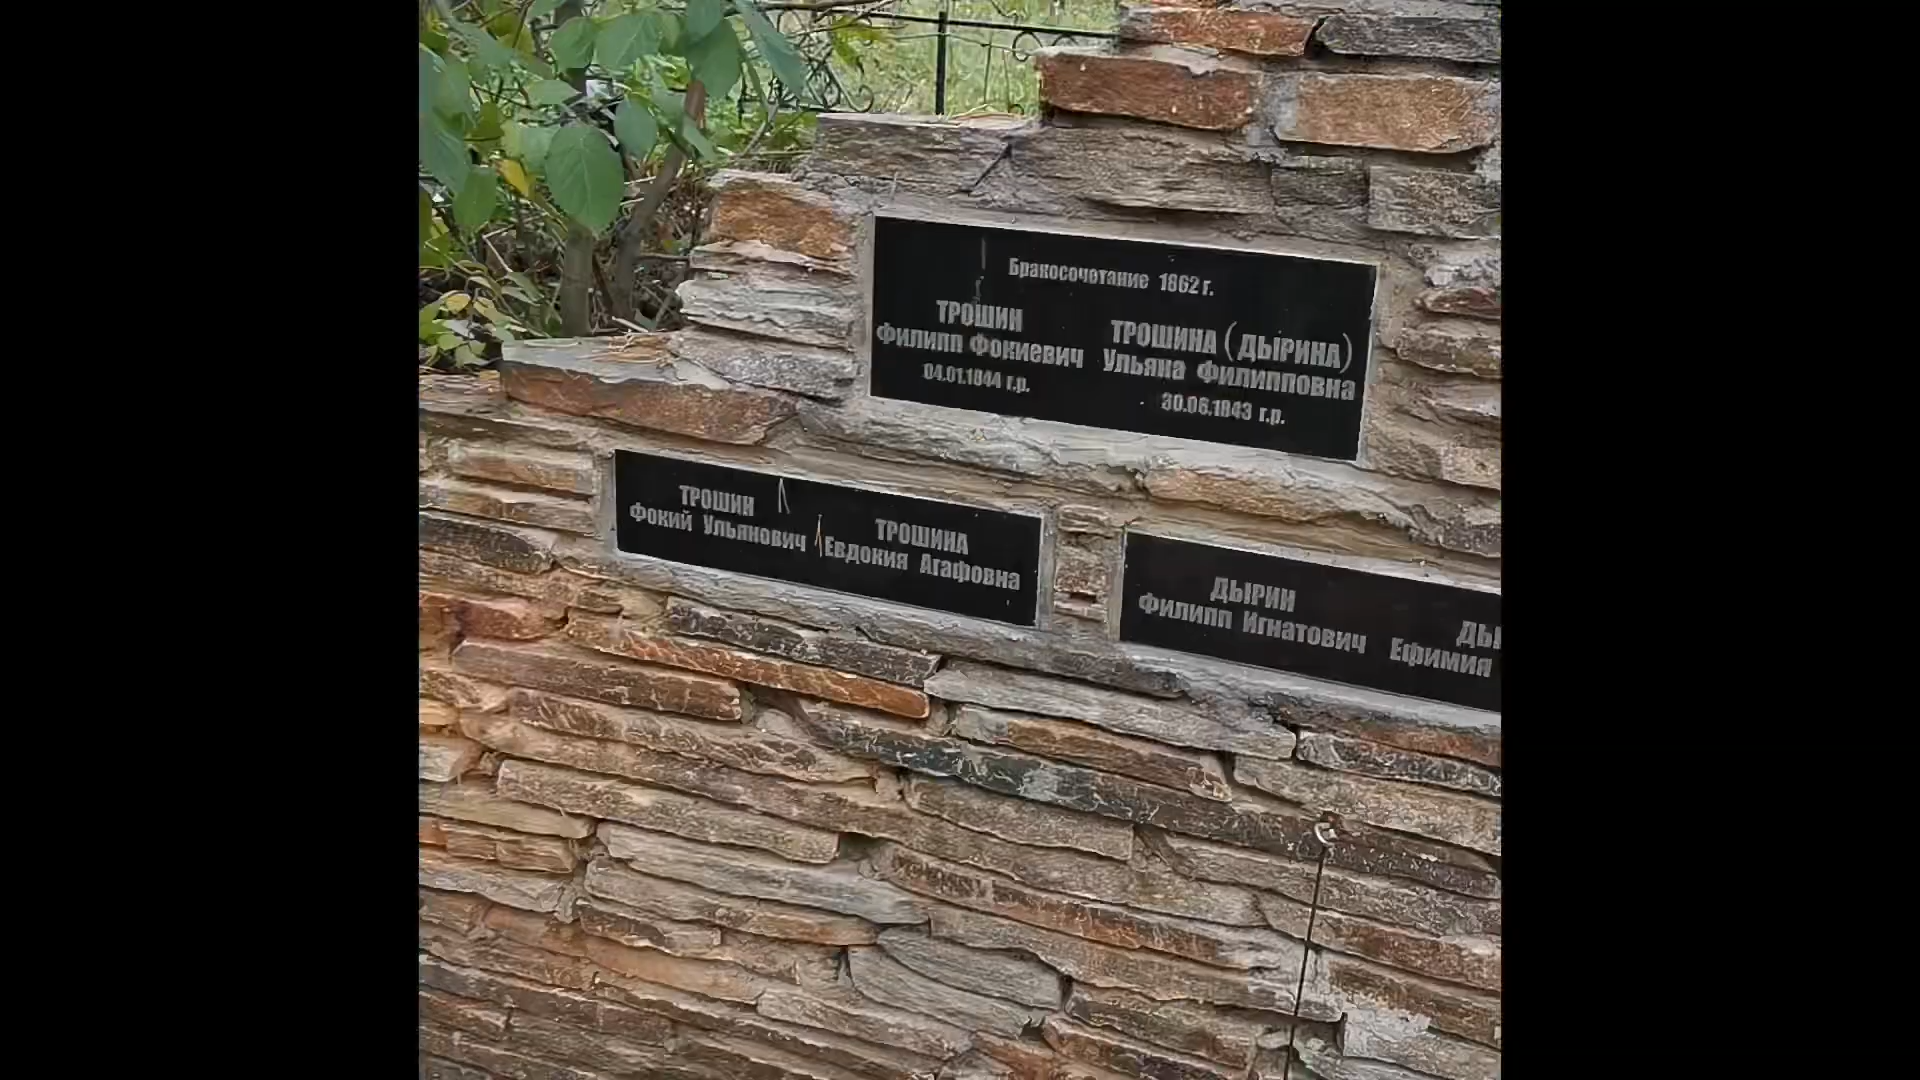 Бракосочетание 1862 г.
ТРОШИН
Филипп Фокиевич
04.01.1844 г.р.
ТРОШИНА (ДЫРИНА)
Ульяна Филипповна
30.06.1843 г.р.
ТРОШИН
Фокий Ульянович
ТРОШИНА
Евдокия Агафовна
ДЫРИН
Филипп Игнатович
ДЫ
Ефимия